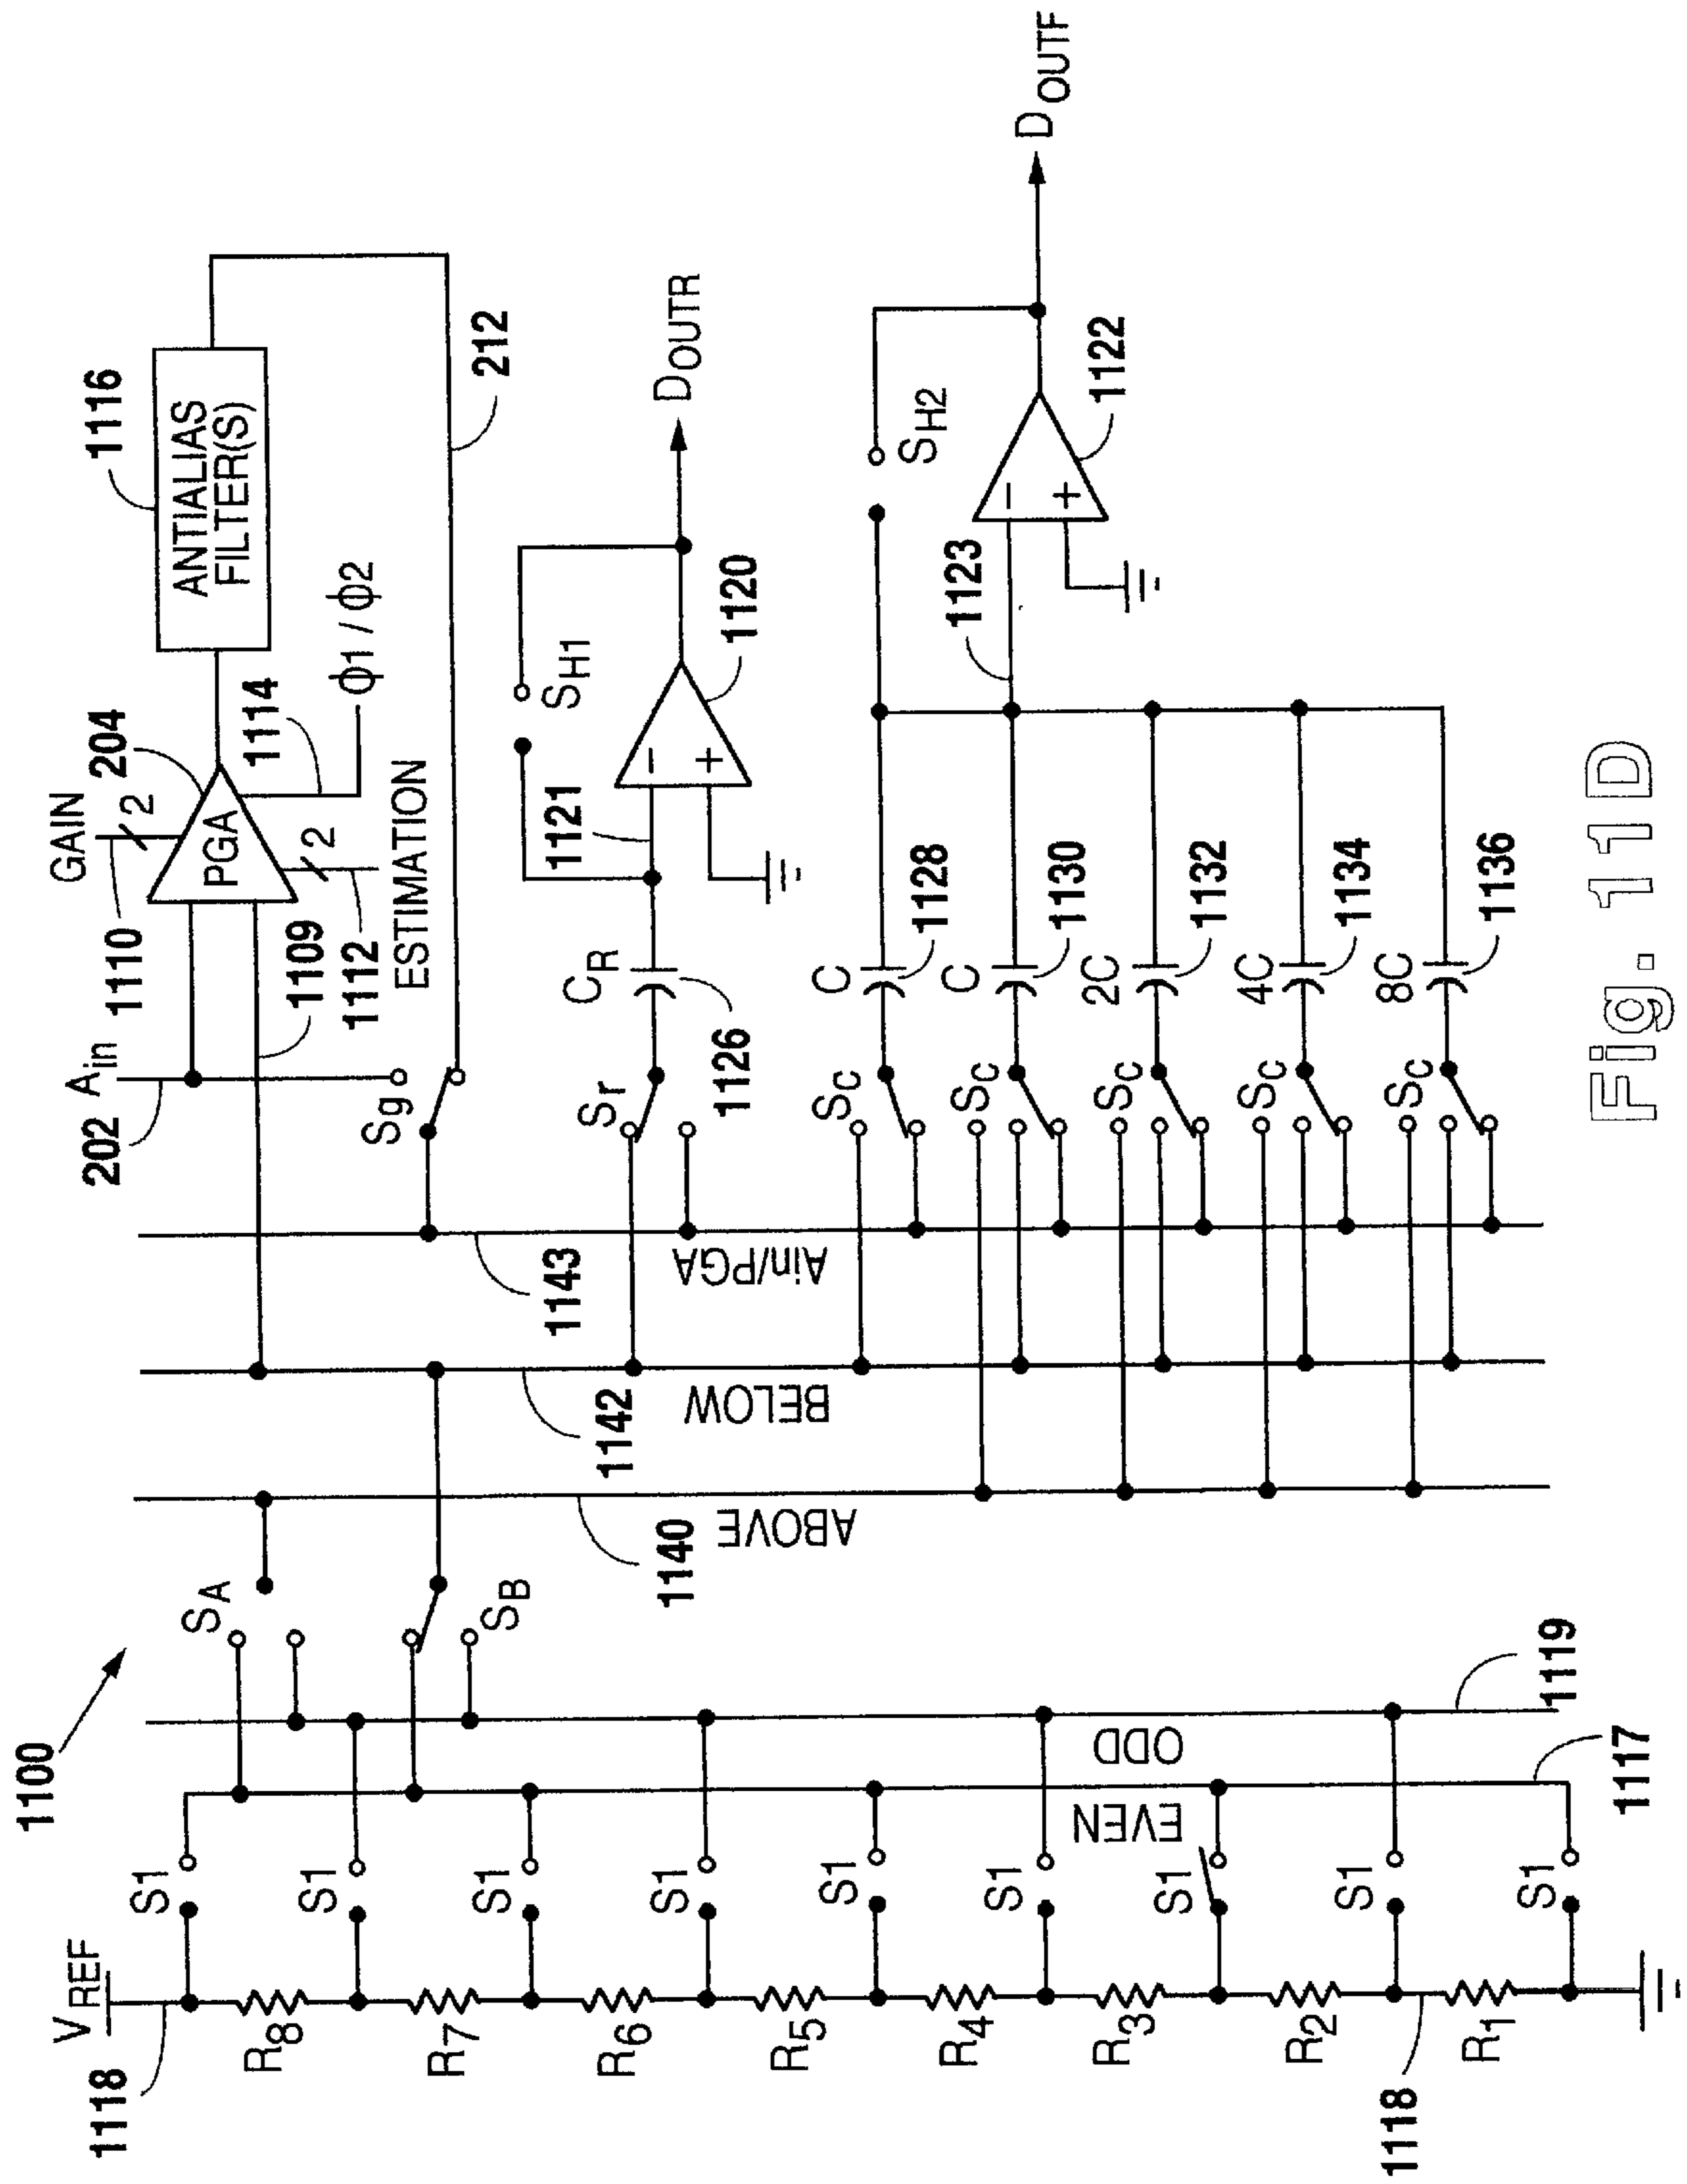 1100
V_REF
1118
R8
R7
R6
R5
R4
R3
R2
R1
1118
S1
S1
S1
S1
S1
S1
S1
S1
S1
EVEN
ODD
1117
1119
SA
SB
ABOVE
1140
BELOW
1142
Ain/PGA
1143
202
Ain
1110
GAIN
2
204
PGA
1109
1112
2
ESTIMATION
1114
ϕ1 / ϕ2
1116
ANTIALIAS
FILTER(S)
212
Sg
Sr
CR
1126
1121
SH1
−
+
1120
DOUTR
Sc
C
1128
Sc
C
1130
Sc
2C
1132
Sc
4C
1134
Sc
8C
1136
1123
SH2
−
+
1122
DOUTF
Fig. 11D